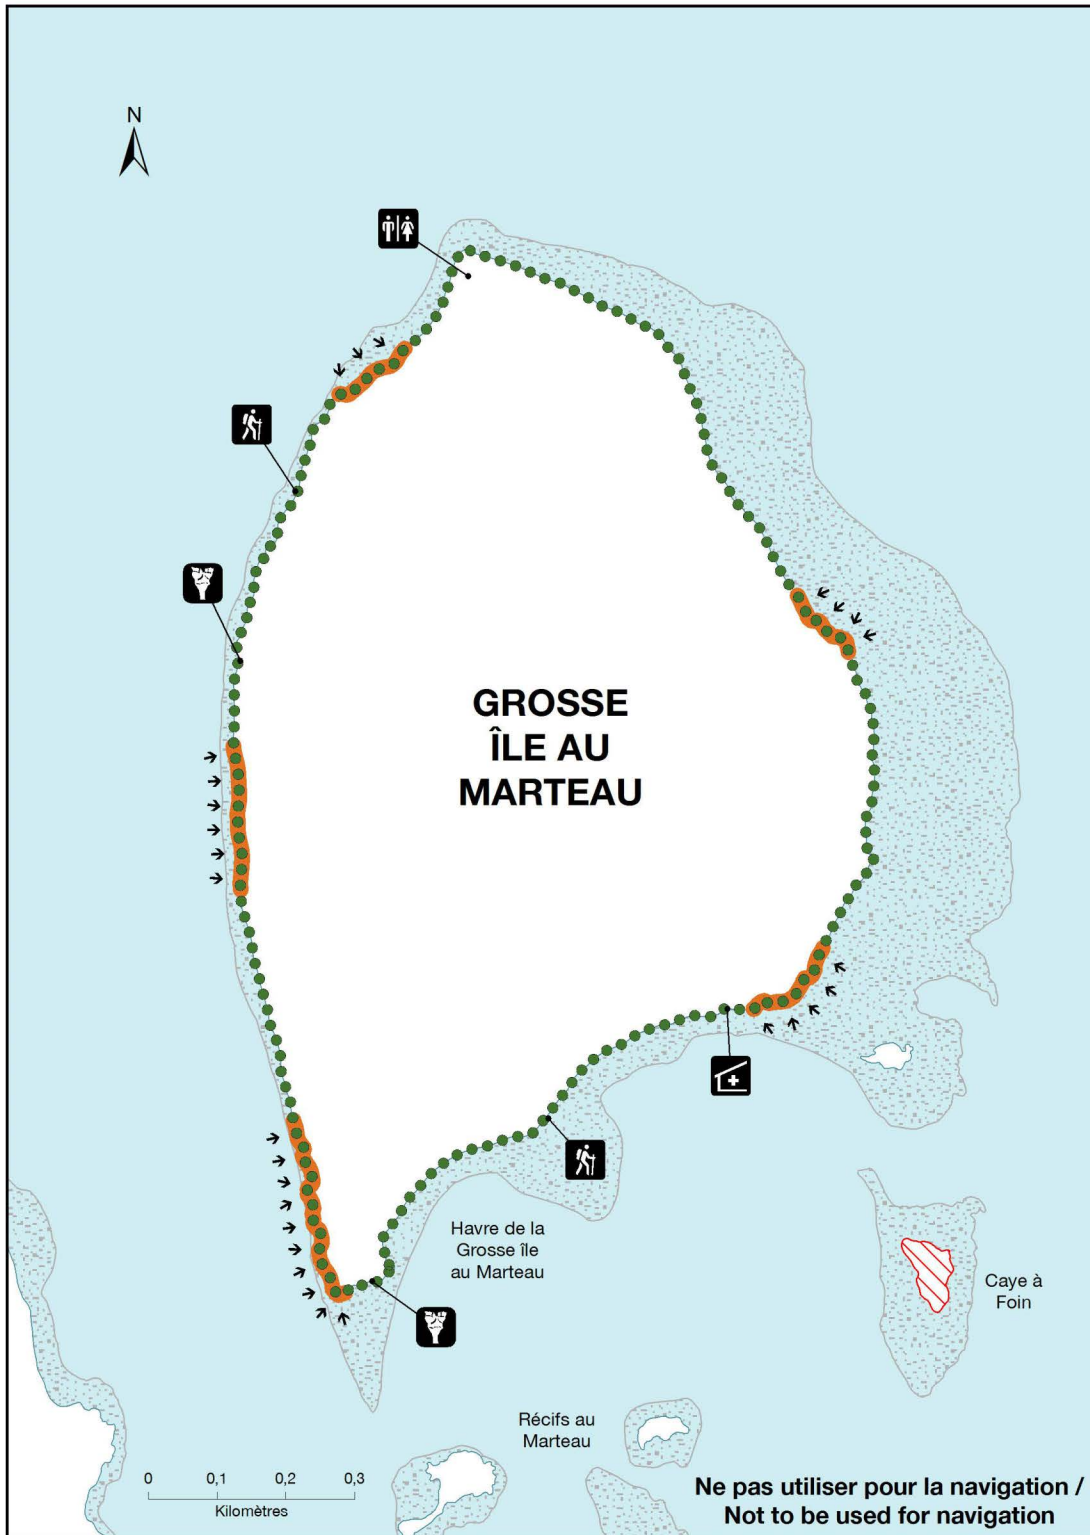 N
GROSSE
ÎLE AU
MARTEAU
Havre de la
Grosse île
au Marteau
Caye à
Foin
Récifs au
Marteau
0 0,1 0,2 0,3
Kilomètres
Ne pas utiliser pour la navigation /
Not to be used for navigation